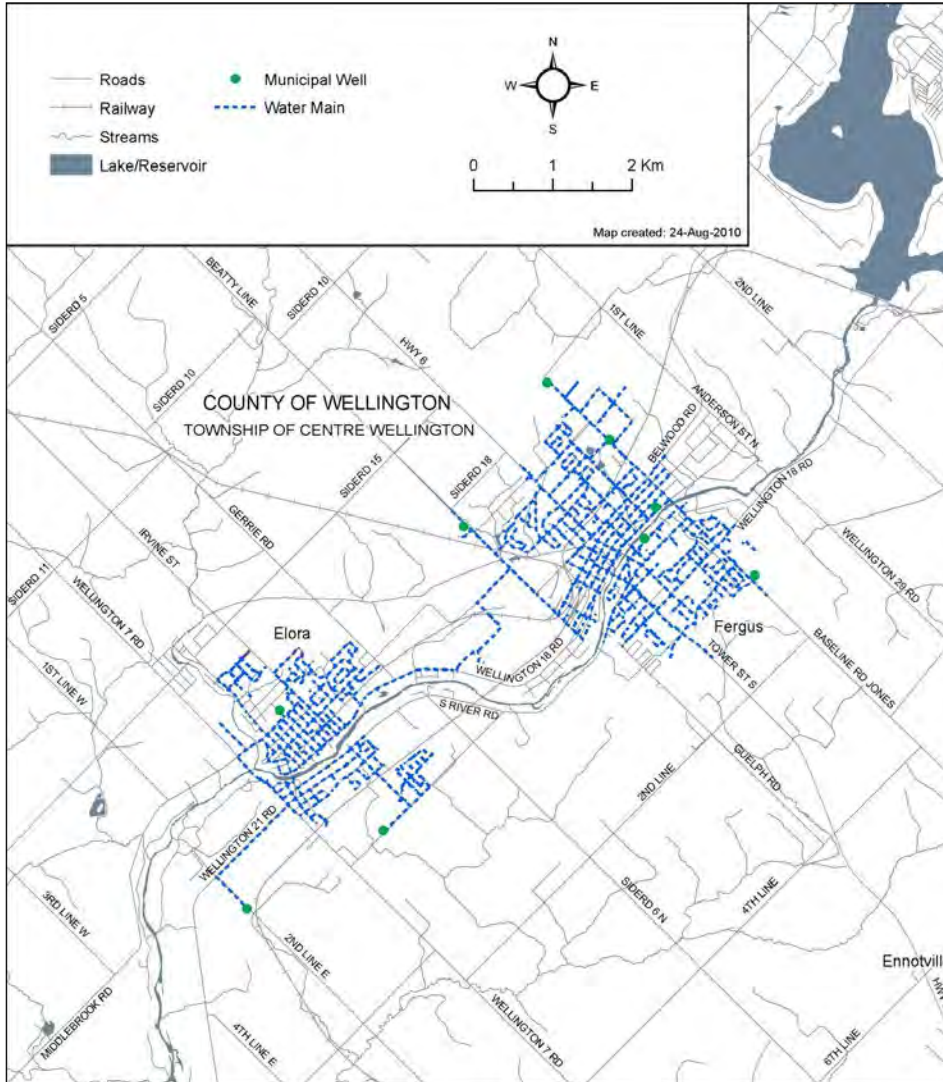 Roads
Railway
Streams
Lake/Reservoir
Municipal Well
Water Main
N
W
E
S
0 1 2 Km
Map created: 24-Aug-2010
SIDERD 5
BEATTY LINE
SIDERD 10
HWY 6
2ND LINE
1ST LINE
SIDERD 10
COUNTY OF WELLINGTON
TOWNSHIP OF CENTRE WELLINGTON
ANDERSON ST N
BELWOOD RD
SIDERD 15
SIDERD 18
WELLINGTON 18 RD
GERRIE RD
IRVINE ST
SIDERD 11
WELLINGTON 7 RD
WELLINGTON 29 RD
1ST LINE W
Elora
Fergus
WELLINGTON 18 RD
TOWER ST S
BASELINE RD JONES
S RIVER RD
2ND LINE
GUELPH RD
WELLINGTON 21 RD
3RD LINE W
SIDERD 6 N
4TH LINE
2ND LINE E
Ennotvill
HW
MIDDLEBROOK RD
4TH LINE E
WELLINGTON 7 RD
6TH LINE